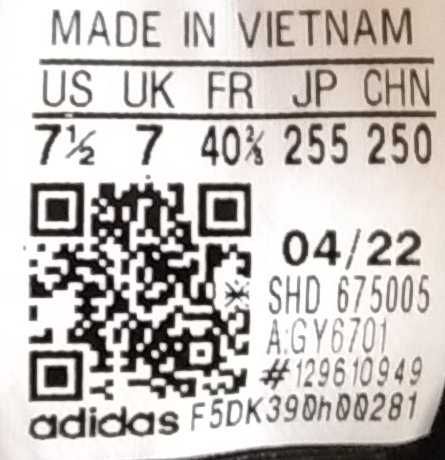 MADE IN VIETNAM
US UK FR JP CHN
7½ 7 40⅔ 255 250
04/22
SHD 675005
A:GY6701
#129610949
adidas F5DK390h00281